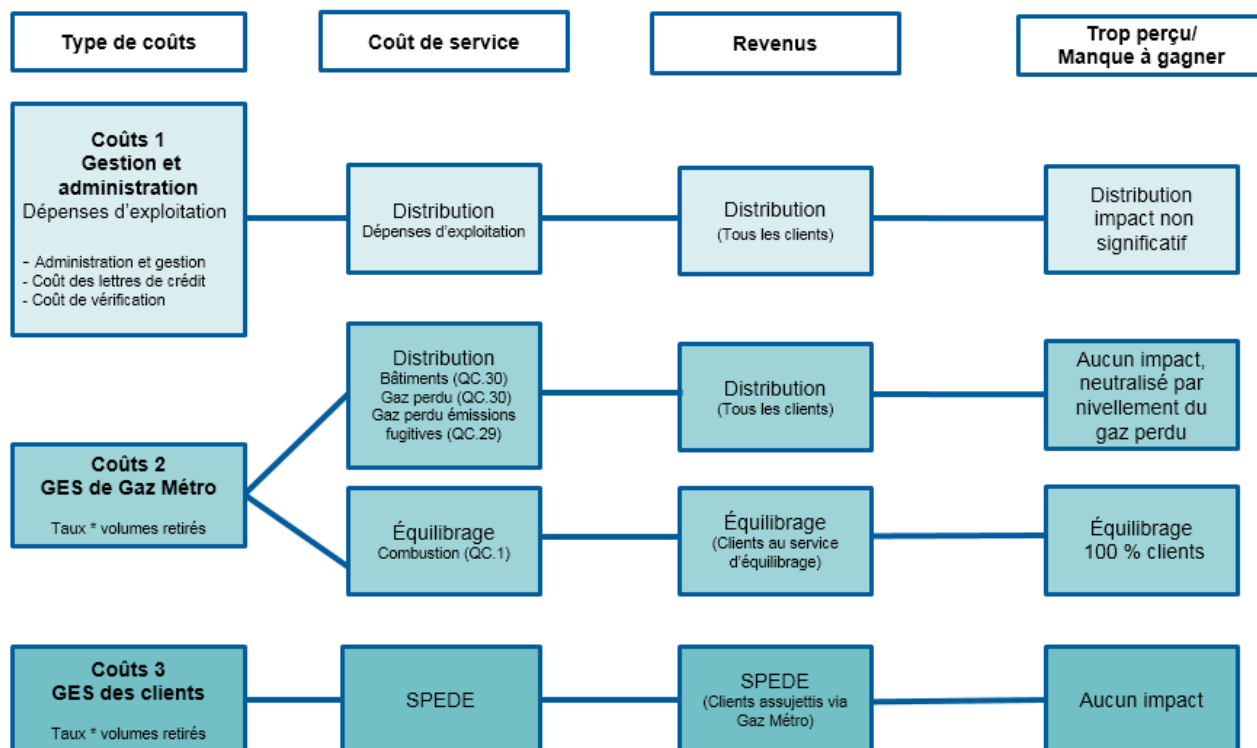 Type de coûts
Coût de service
Revenus
Trop perçu/
Manque à gagner
Coûts 1
Gestion et
administration
Dépenses d'exploitation
- Administration et gestion
- Coût des lettres de crédit
- Coût de vérification
Distribution
Dépenses d'exploitation
Distribution
(Tous les clients)
Distribution
impact non
significatif
Coûts 2
GES de Gaz Métro
Taux * volumes retirés
Distribution
Bâtiments (QC.30)
Gaz perdu (QC.30)
Gaz perdu émissions
fugitives (QC.29)
Distribution
(Tous les clients)
Aucun impact,
neutralisé par
nivellement du
gaz perdu
Équilibrage
Combustion (QC.1)
Équilibrage
(Clients au service
d'équilibrage)
Équilibrage
100 % clients
Coûts 3
GES des clients
Taux * volumes retirés
SPEDE
SPEDE
(Clients assujettis via
Gaz Métro)
Aucun impact